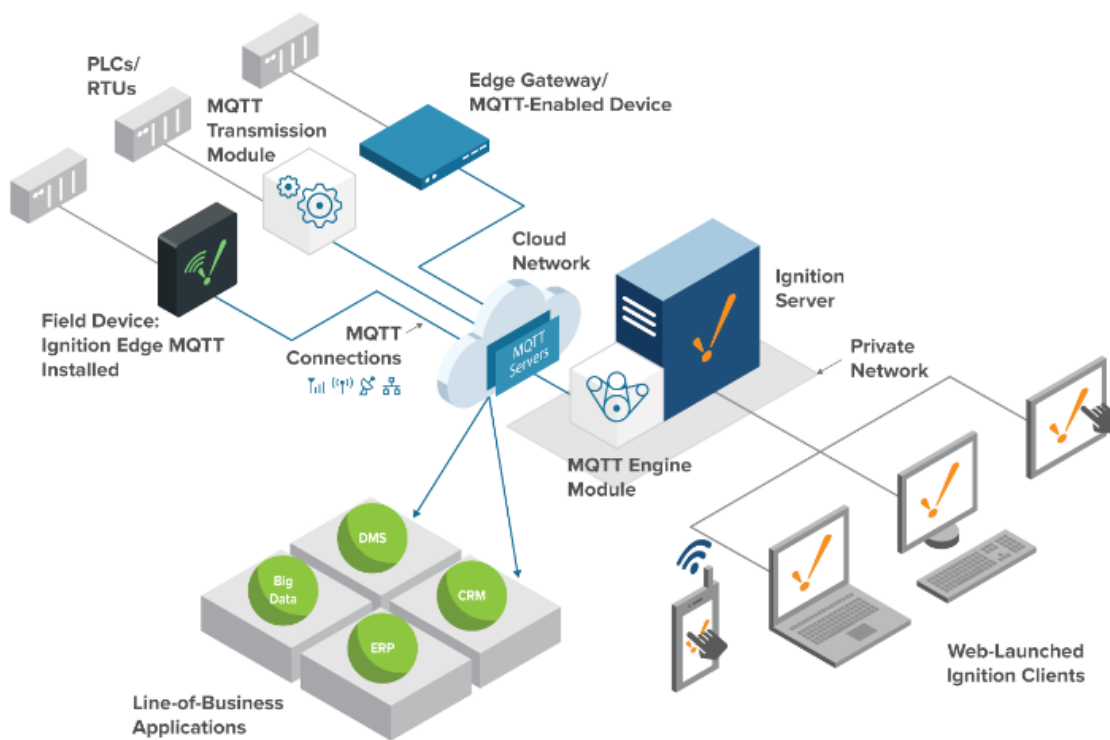 PLCs/
RTUs
MQTT
Transmission
Module
Edge Gateway/
MQTT-Enabled Device
Cloud
Network
Ignition
Server
Field Device:
Ignition Edge MQTT
Installed
MQTT
Connections
MQTT
Servers
Private
Network
MQTT Engine
Module
DMS
Big
Data
CRM
ERP
Line-of-Business
Applications
Web-Launched
Ignition Clients